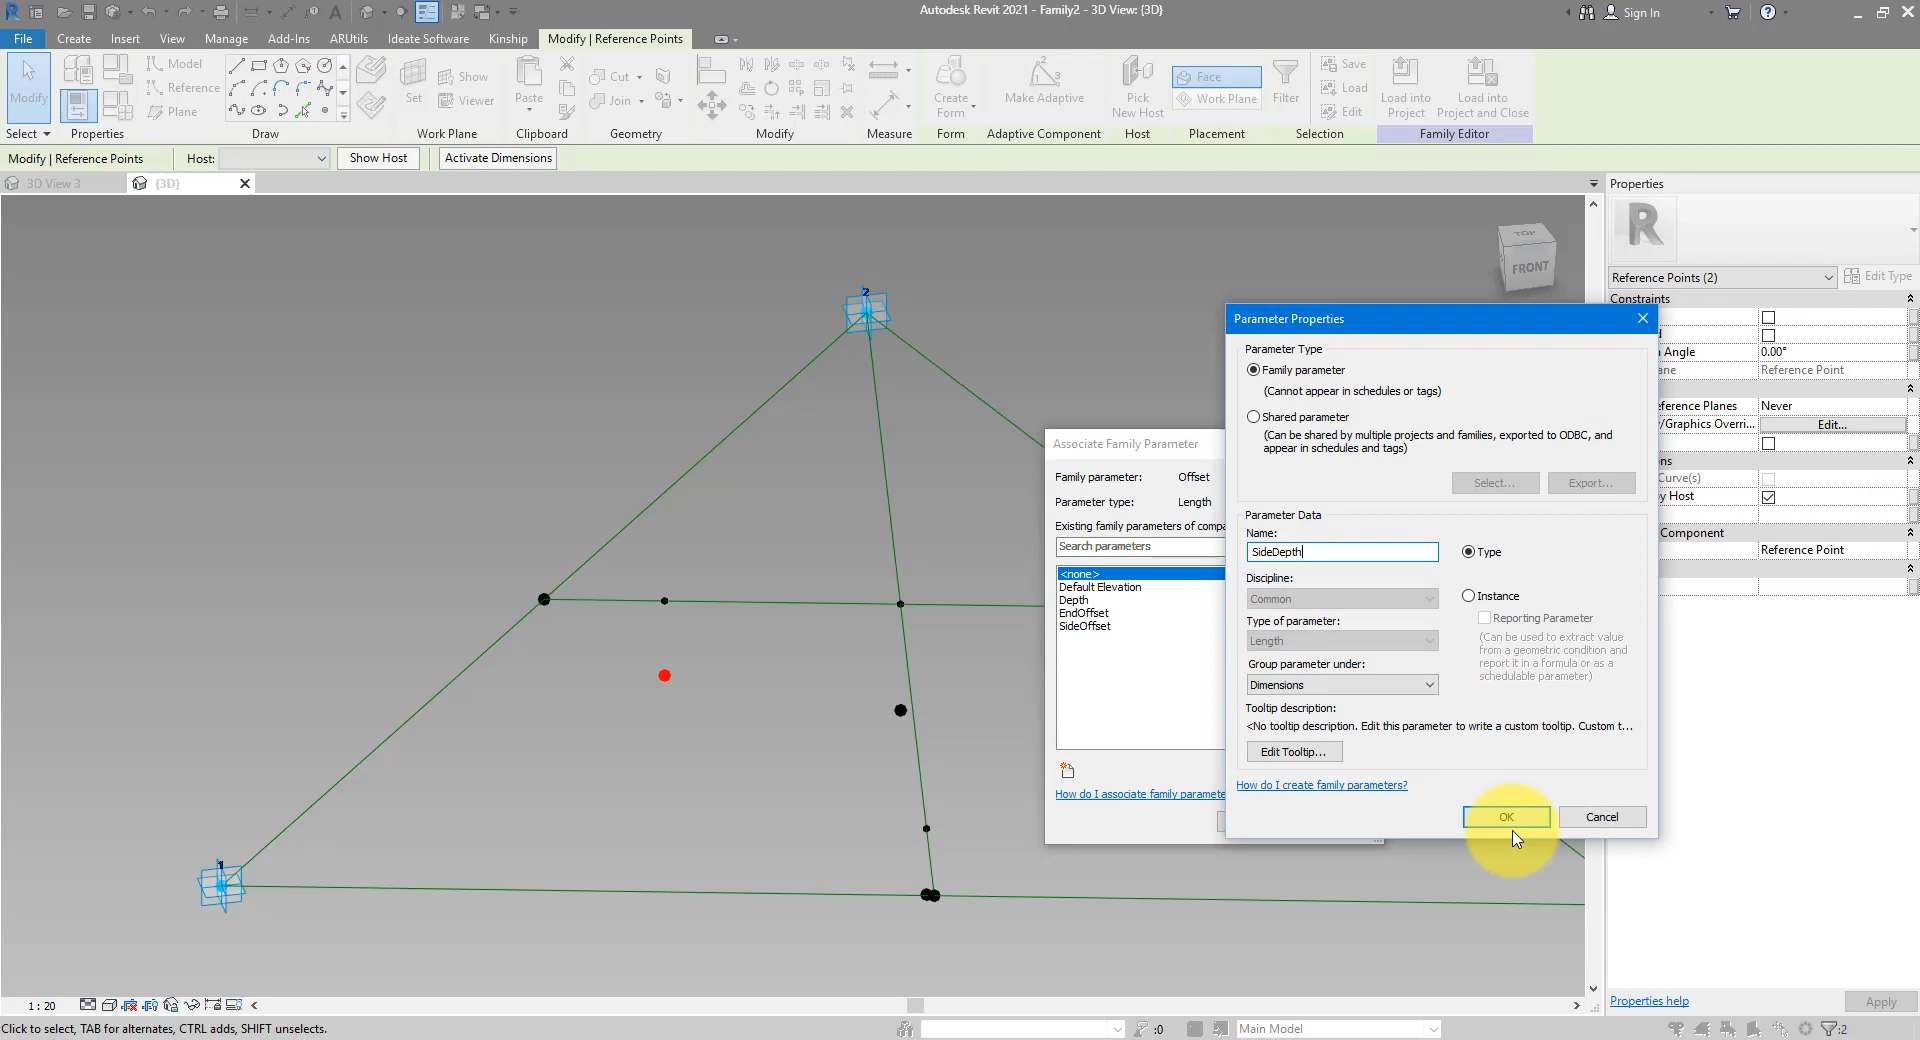 Autodesk Revit 2021 - Family2 - 3D View: {3D}
Sign In
File Create Insert View Manage Add-Ins ARUtils Ideate Software Kinship Modify | Reference Points
Modify
Model
Reference
Plane
Set
Show
Viewer
Paste
Cut
Join
Create
Form
Make Adaptive
Pick
New Host
Face
Work Plane
Filter
Save
Load
Edit
Load into
Project
Load into
Project and Close
Select Properties Draw Work Plane Clipboard Geometry Modify Measure Form Adaptive Component Host Placement Selection Family Editor
Modify | Reference Points Host: Show Host Activate Dimensions
3D View 3 {3D}
Properties
TOP
FRONT
R
Reference Points (2) Edit Type
Constraints
Angle 0.00°
Reference Point
ference Planes Never
/Graphics Overri... Edit...
Curve(s)
y Host
Component
Reference Point
Properties help Apply
2
1
Associate Family Parameter
Family parameter: Offset
Parameter type: Length
Existing family parameters of compa
Search parameters
<none>
Default Elevation
Depth
EndOffset
SideOffset
How do I associate family paramete
Parameter Properties
Parameter Type
Family parameter
(Cannot appear in schedules or tags)
Shared parameter
(Can be shared by multiple projects and families, exported to ODBC, and
appear in schedules and tags)
Select... Export...
Parameter Data
Name:
SideDepth
Type
Discipline:
Common
Instance
Reporting Parameter
(Can be used to extract value
from a geometric condition and
report it in a formula or as a
schedulable parameter)
Type of parameter:
Length
Group parameter under:
Dimensions
Tooltip description:
<No tooltip description. Edit this parameter to write a custom tooltip. Custom t...
Edit Tooltip...
How do I create family parameters?
OK Cancel
1 : 20
Click to select, TAB for alternates, CTRL adds, SHIFT unselects.
:0
Main Model
:2